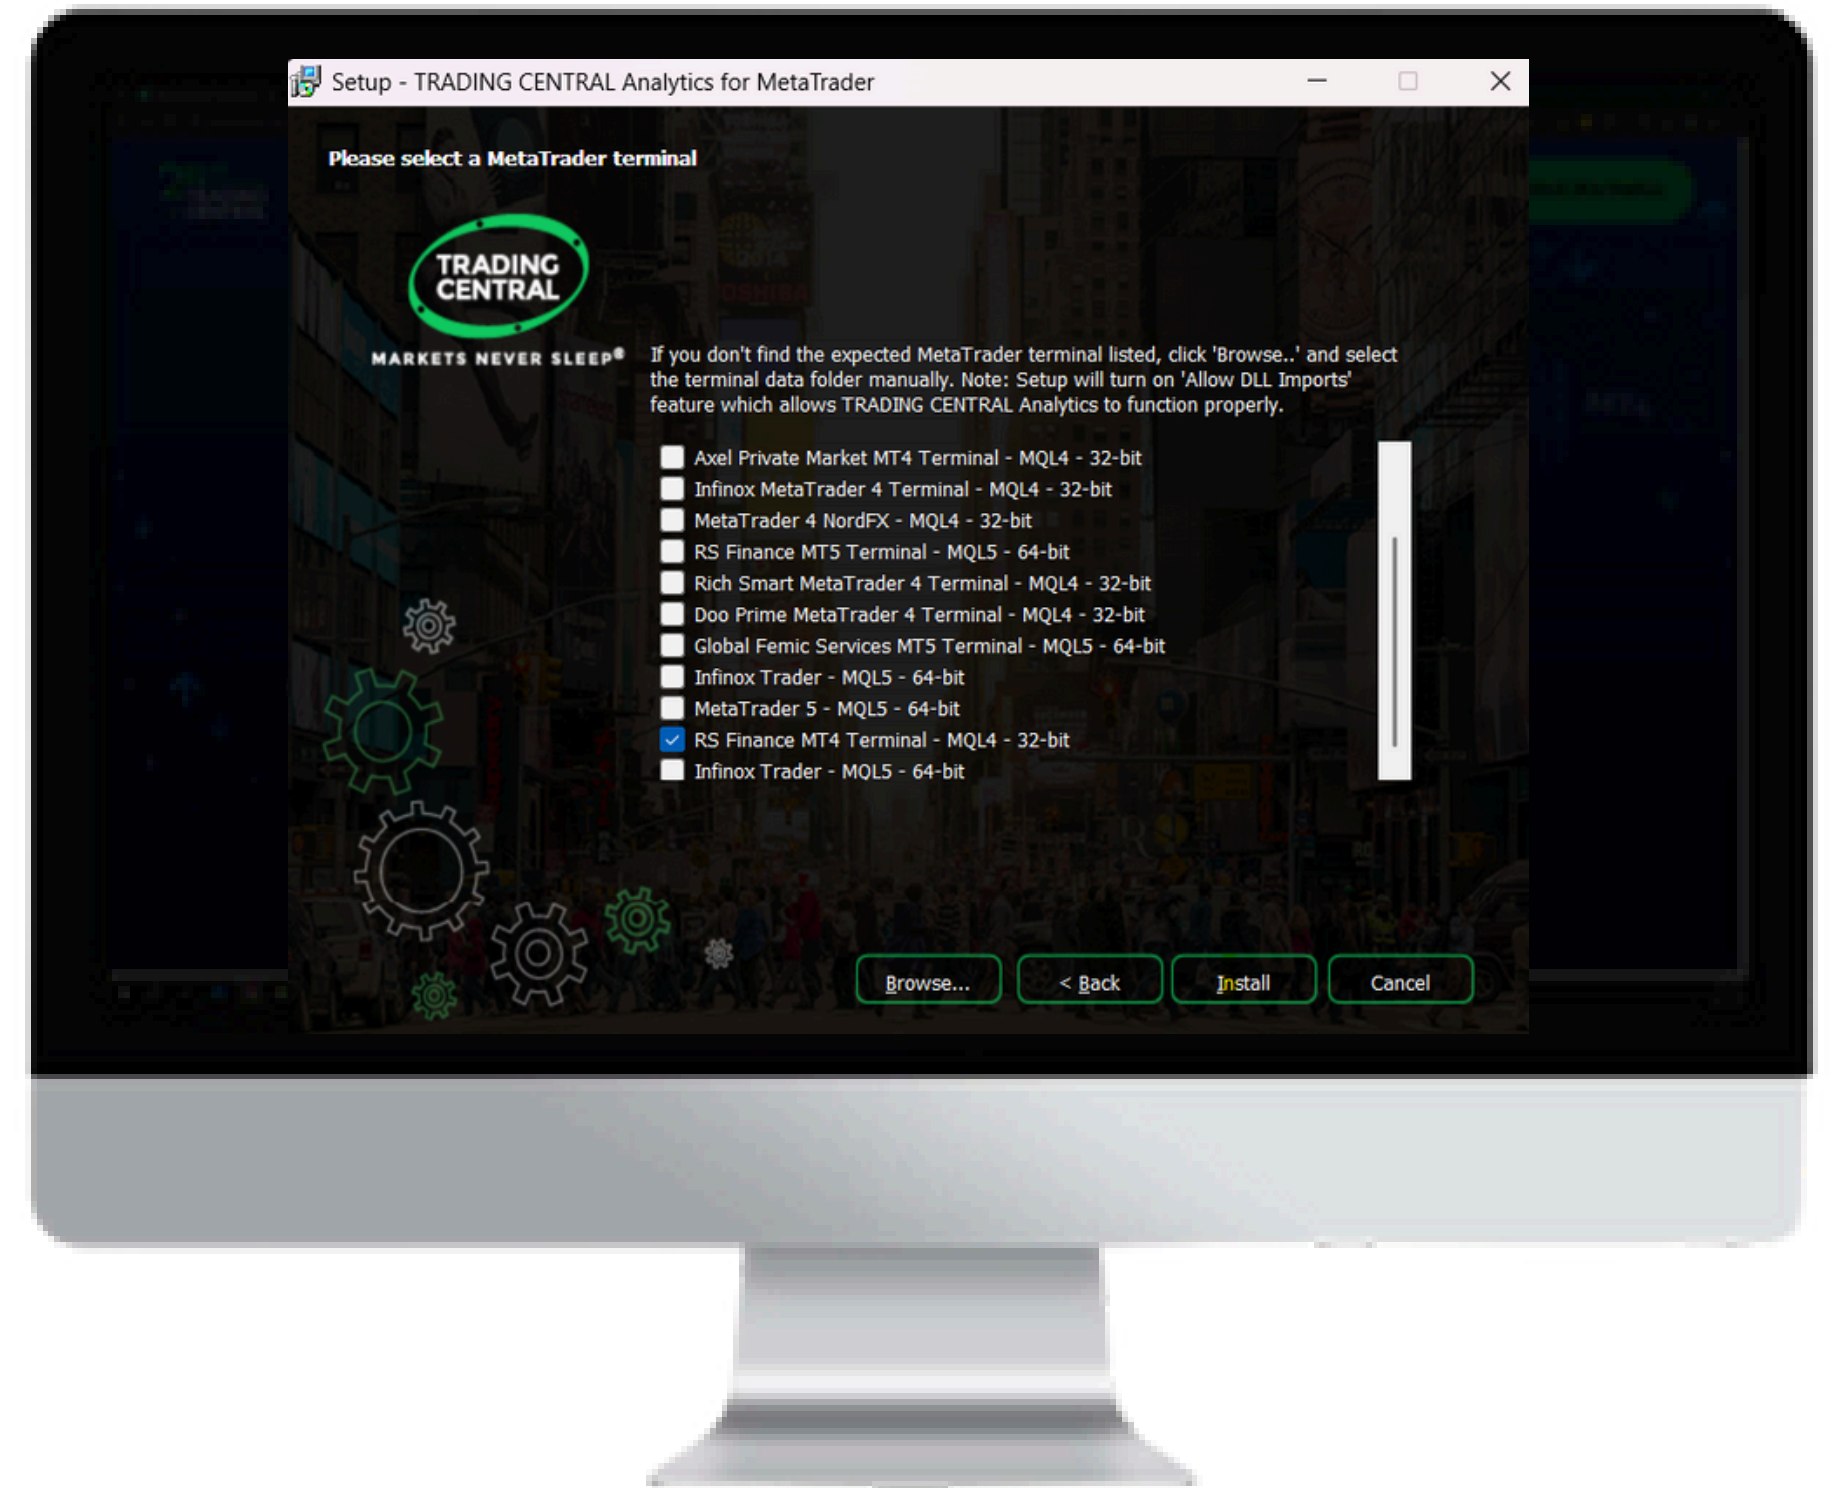 Setup - TRADING CENTRAL Analytics for MetaTrader
Please select a MetaTrader terminal
TRADING
CENTRAL
MARKETS NEVER SLEEP®
If you don't find the expected MetaTrader terminal listed, click 'Browse..' and select
the terminal data folder manually. Note: Setup will turn on 'Allow DLL Imports'
feature which allows TRADING CENTRAL Analytics to function properly.
Axel Private Market MT4 Terminal - MQL4 - 32-bit
Infinox MetaTrader 4 Terminal - MQL4 - 32-bit
MetaTrader 4 NordFX - MQL4 - 32-bit
RS Finance MT5 Terminal - MQL5 - 64-bit
Rich Smart MetaTrader 4 Terminal - MQL4 - 32-bit
Doo Prime MetaTrader 4 Terminal - MQL4 - 32-bit
Global Femic Services MT5 Terminal - MQL5 - 64-bit
Infinox Trader - MQL5 - 64-bit
MetaTrader 5 - MQL5 - 64-bit
RS Finance MT4 Terminal - MQL4 - 32-bit
Infinox Trader - MQL5 - 64-bit
Browse... < Back Install Cancel